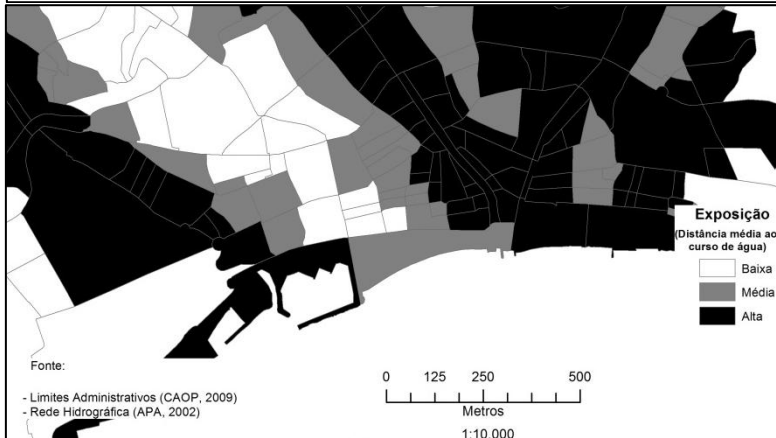 Exposição
(Distância média ao
curso de água)
Baixa
Média
Alta
Fonte:
- Limites Administrativos (CAOP, 2009)
- Rede Hidrográfica (APA, 2002)
0 125 250 500
Metros
1:10.000